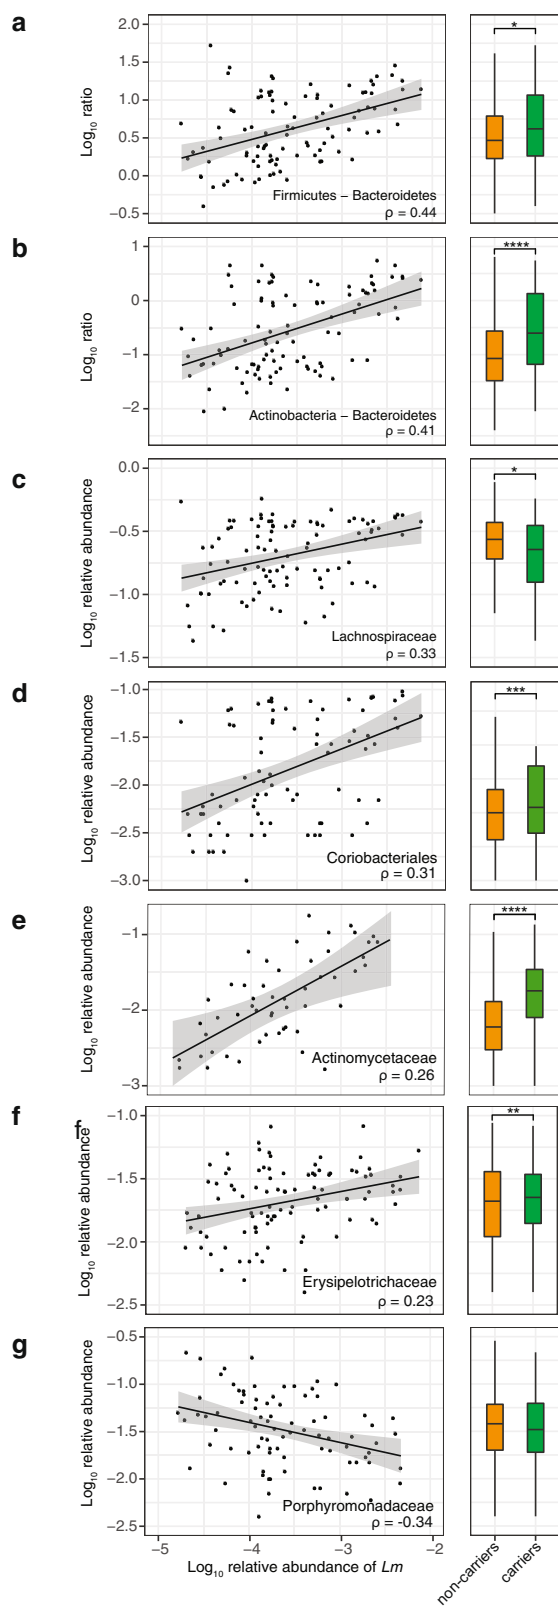 a
2.0
1.5
1.0
0.5
0.0
−0.5
Log10 ratio
Firmicutes – Bacteroidetes
ρ = 0.44
*
b
1
0
−1
−2
Log10 ratio
Actinobacteria – Bacteroidetes
ρ = 0.41
****
c
0.0
−0.5
−1.0
−1.5
Log10 relative abundance
Lachnospiraceae
ρ = 0.33
*
d
−1.0
−1.5
−2.0
−2.5
−3.0
Log10 relative abundance
Coriobacteriales
ρ = 0.31
***
e
−1
−2
−3
Log10 relative abundance
Actinomycetaceae
ρ = 0.26
****
f
f
−1.0
−1.5
−2.0
−2.5
Log10 relative abundance
Erysipelotrichaceae
ρ = 0.23
**
g
−0.5
−1.0
−1.5
−2.0
−2.5
Log10 relative abundance
Porphyromonadaceae
ρ = -0.34
−5 −4 −3 −2
Log10 relative abundance of Lm
non-carriers
carriers